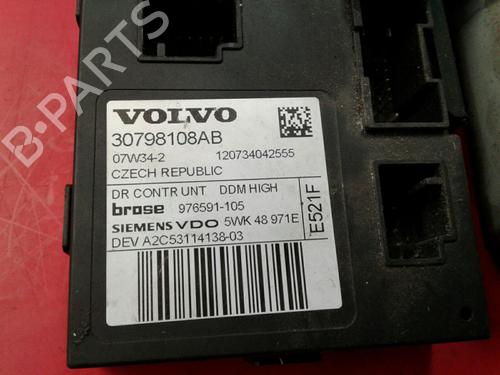 VOLVO
30798108AB
07W34-2 120734042555
CZECH REPUBLIC
DR CONTR UNT DDM HIGH
brose 976591-105
SIEMENS VDO 5WK 48 971E
DEV A2C53114138-03
E521F
B-PARTS